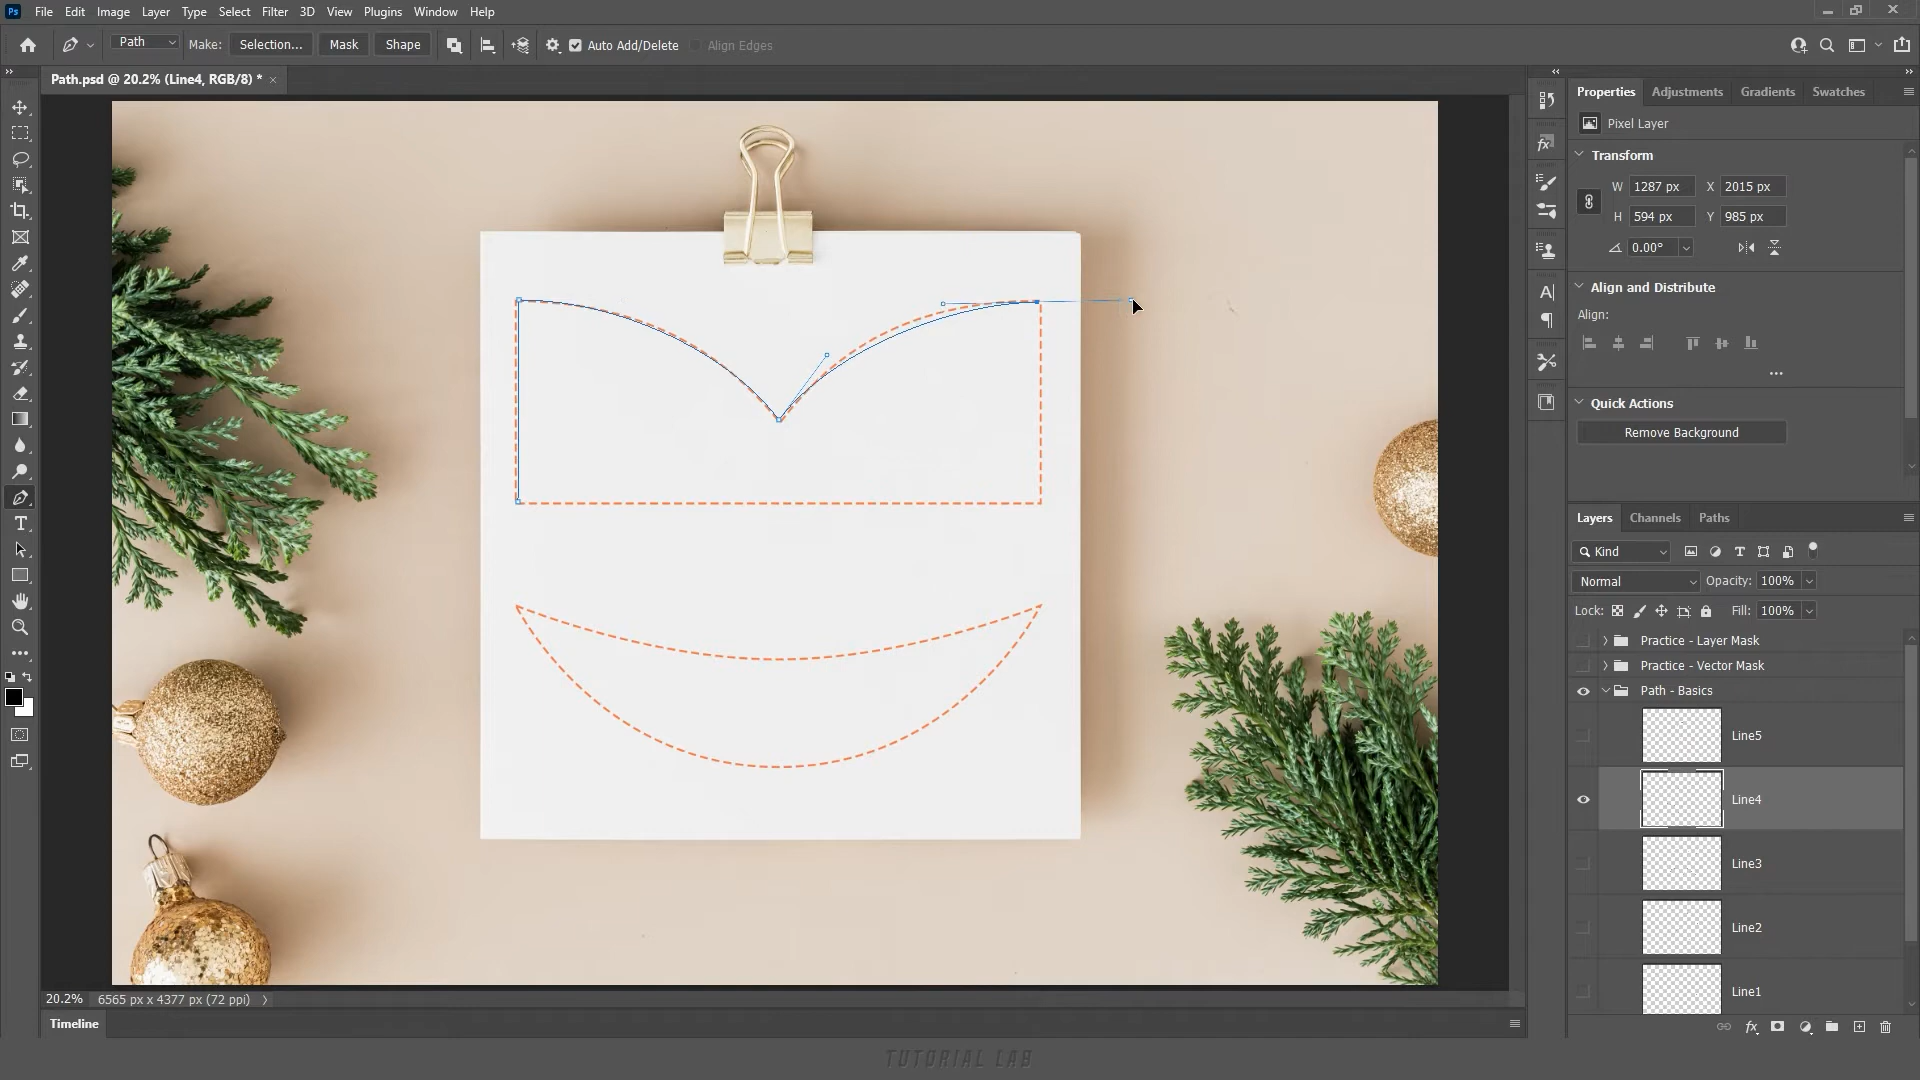 Ps File Edit Image Layer Type Select Filter 3D View Plugins Window Help
Path Make: Selection... Mask Shape Auto Add/Delete Align Edges
Path.psd @ 20.2% (Line4, RGB/8) * ×
Properties Adjustments Gradients Swatches
Pixel Layer
Transform
W 1287 px X 2015 px
H 594 px Y 985 px
0.00°
Align and Distribute
Align:
Quick Actions
Remove Background
Layers Channels Paths
Kind
Normal Opacity: 100%
Lock: Fill: 100%
Practice - Layer Mask
Practice - Vector Mask
Path - Basics
Line5
Line4
Line3
Line2
Line1
20.2% 6565 px x 4377 px (72 ppi)
Timeline
TUTORIAL LAB